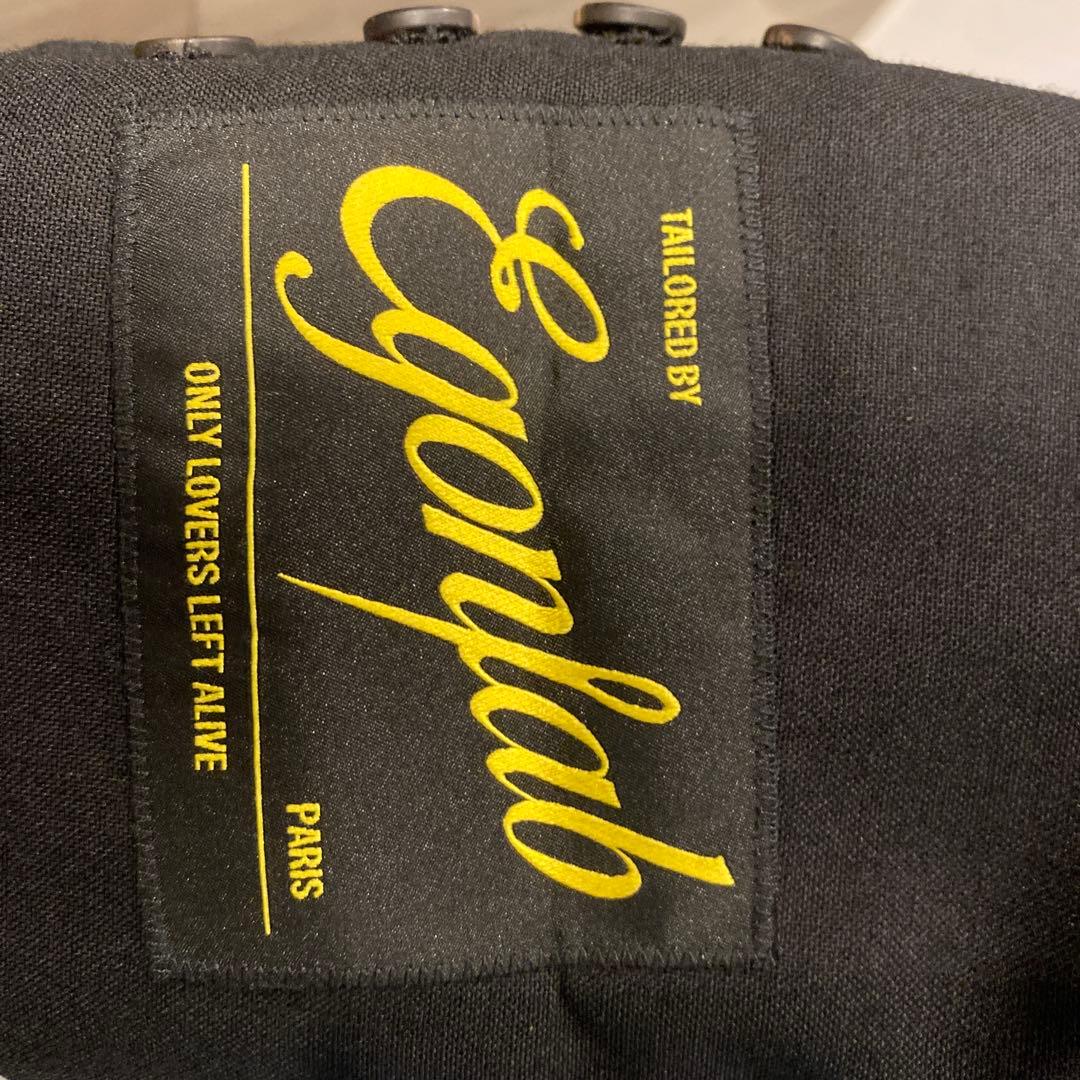 TAILORED BY
Egonlab
PARIS
ONLY LOVERS LEFT ALIVE